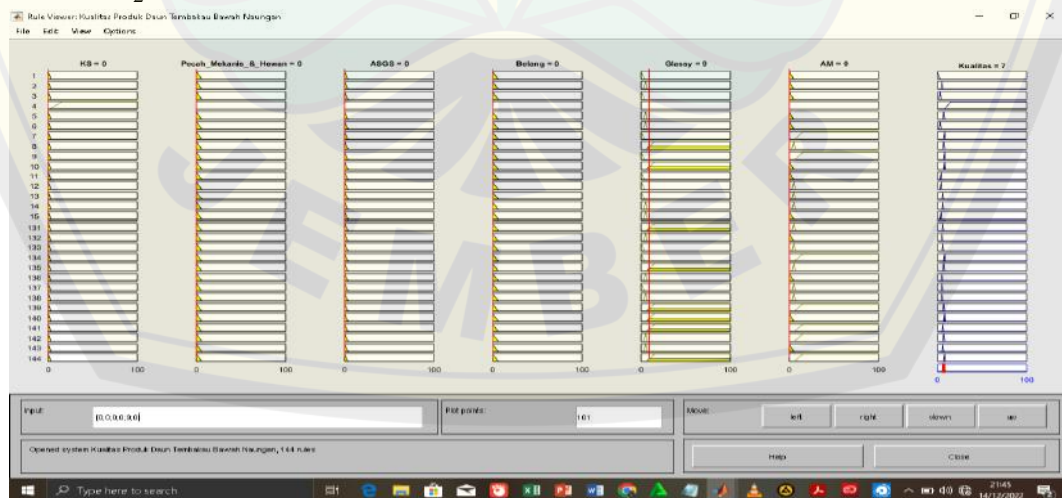 Rule Viewer: Kualitas Produk Daun Tembakau Bawah Naungan
File Edit View Options
KS = 0
Pecah_Mekanis_&_Hewan = 0
ASGS = 0
Belang = 0
Glossy = 9
AM = 0
Kualitas = 7
1
2
3
4
5
6
7
8
9
10
11
12
13
14
15
131
132
133
134
135
136
137
138
139
140
141
142
143
144
0 100 0 100 0 100 0 100 0 100 0 100
0 100
Input: [0,0,0,0,9,0]
Plot points: 101
Move: left right down up
Opened system Kualitas Produk Daun Tembakau Bawah Naungan, 144 rules
Help Close
Type here to search
21:45
14/12/2022
JEMBER